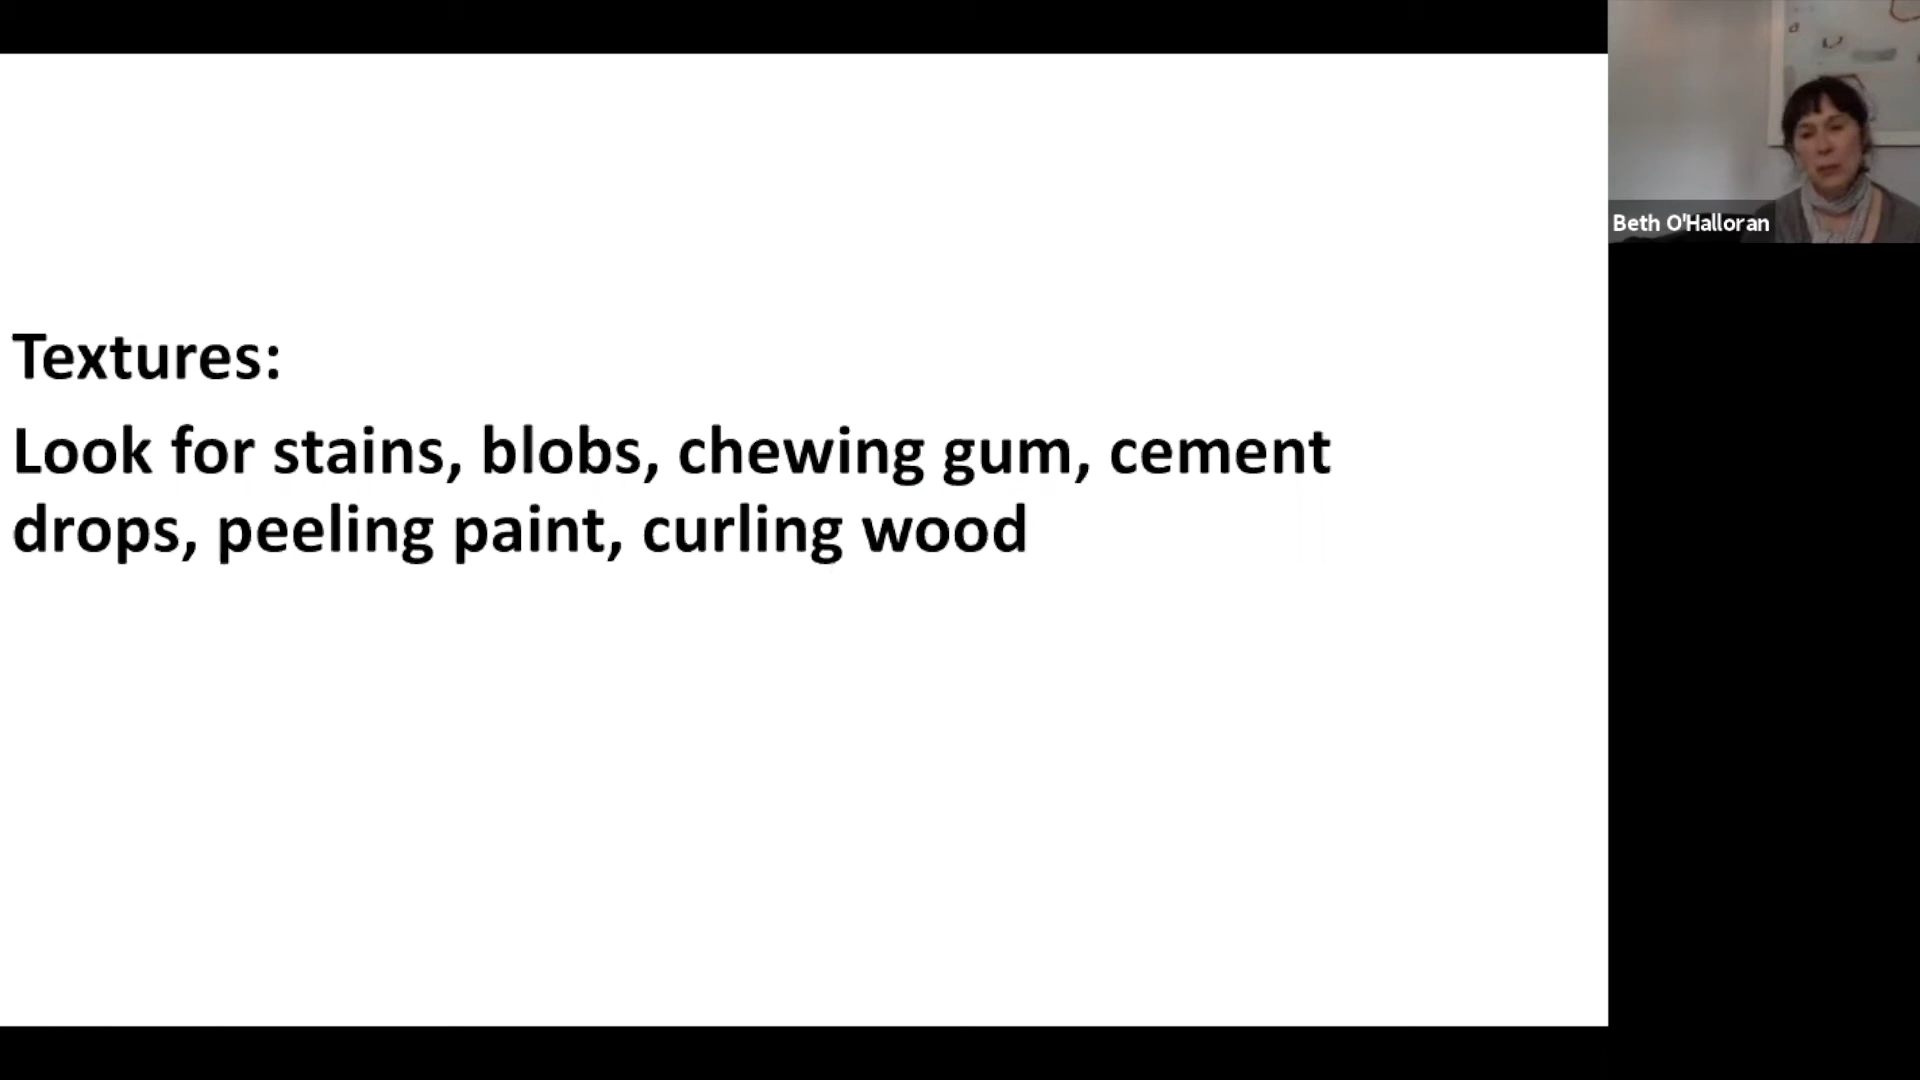 Textures:
Look for stains, blobs, chewing gum, cement
drops, peeling paint, curling wood
Beth O'Halloran